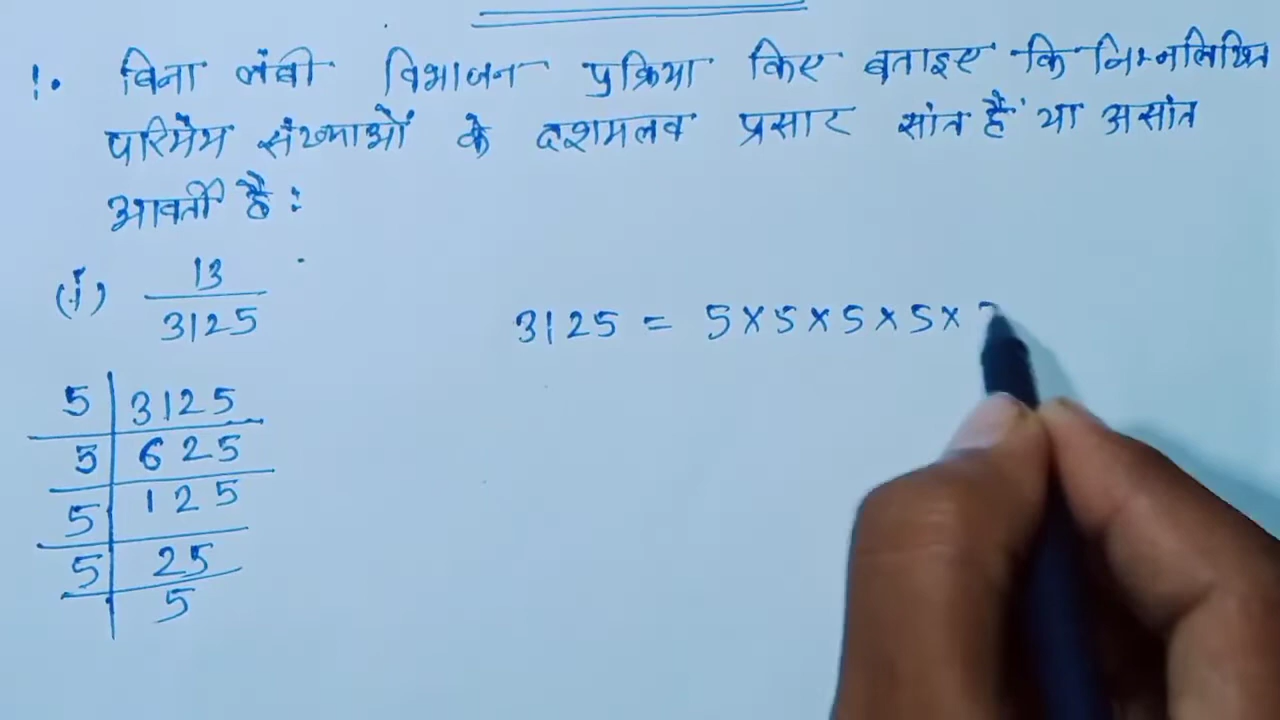 1. बिना लंबी विभाजन प्रक्रिया किए बताइए कि निम्नलिखित
परिमेय संख्याओं के दशमलव प्रसार सांत हैं या असांत
आवर्ती हैं :
(i) 13/3125
3125 = 5×5×5×5×
5 | 3125
5 | 625
5 | 125
5 | 25
| 5